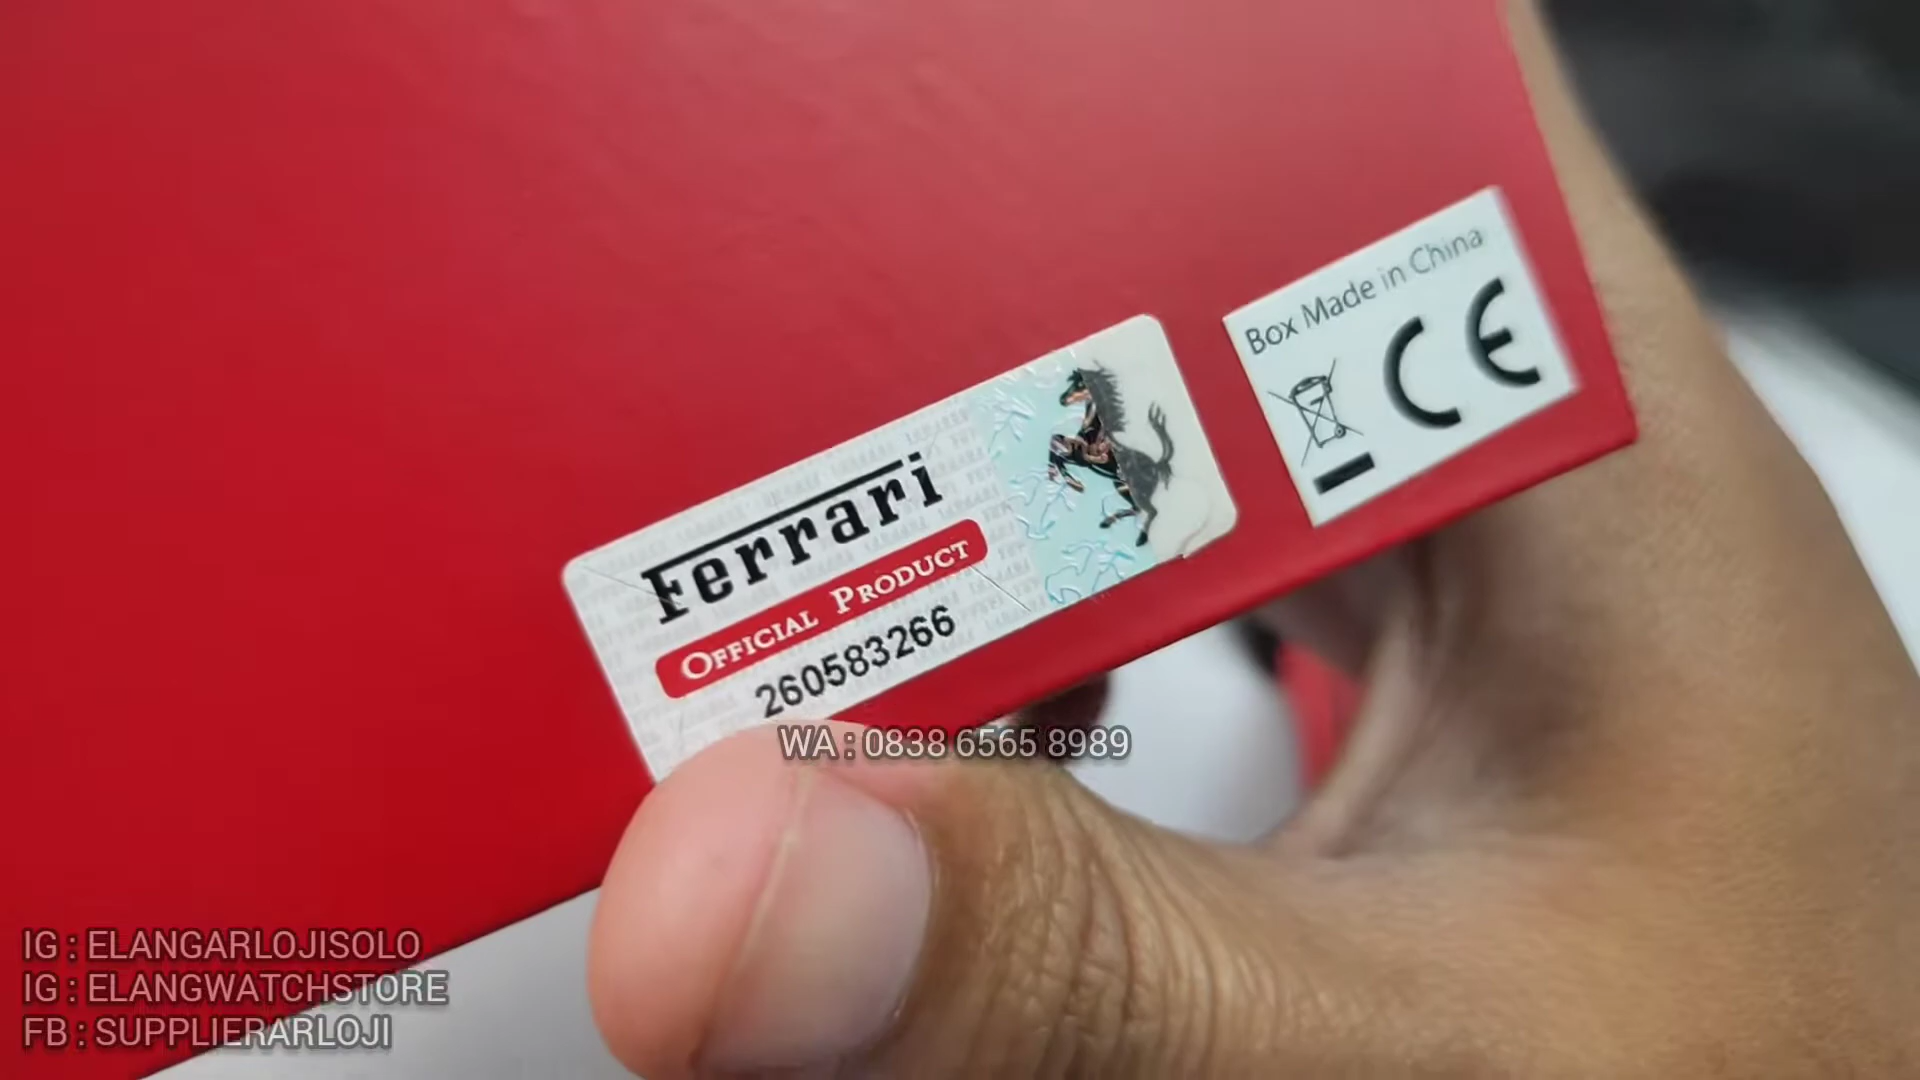 Box Made in China
CE
Ferrari
OFFICIAL PRODUCT
260583266
WA : 0838 6565 8989
IG : ELANGARLOJISOLO
IG : ELANGWATCHSTORE
FB : SUPPLIERARLOJI